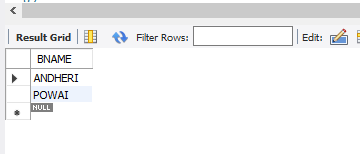 Result Grid Filter Rows: Edit:
BNAME
ANDHERI
POWAI
NULL